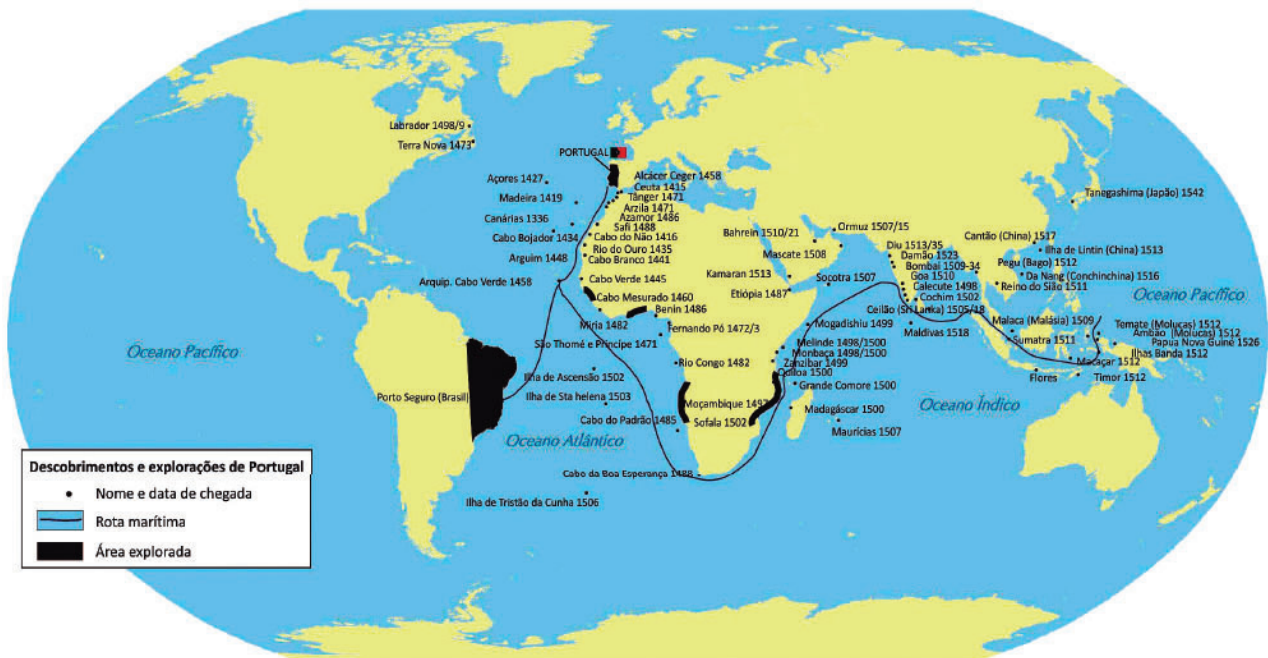 Labrador 1498/9
Terra Nova 1473
PORTUGAL
Açores 1427
Madeira 1419
Canárias 1336
Cabo Bojador 1434
Arguim 1448
Arquip. Cabo Verde 1458
Alcácer Ceger 1458
Ceuta 1415
Tânger 1471
Arzila 1471
Azamor 1486
Safi 1488
Cabo do Não 1416
Rio do Ouro 1435
Cabo Branco 1441
Cabo Verde 1445
Cabo Mesurado 1460
Benin 1486
Mina 1482
Fernando Pó 1472/3
São Thomé e Príncipe 1471
Rio Congo 1482
Ilha de Ascensão 1502
Ilha de Sta helena 1503
Porto Seguro (Brasil)
Cabo do Padrão 1485
Moçambique 1497
Sofala 1502
Cabo da Boa Esperança 1488
Ilha de Tristão da Cunha 1506
Bahrein 1510/21
Ormuz 1507/15
Mascate 1508
Kamaran 1513
Socotra 1507
Etiópia 1487
Mogadishiu 1499
Melinde 1498/1500
Monbaça 1498/1500
Zanzibar 1499
Quiloa 1500
Grande Comore 1500
Madagáscar 1500
Maurícias 1507
Diu 1513/35
Damão 1523
Bombai 1509-34
Goa 1510
Calecute 1498
Cochim 1502
Ceilão (Sri Lanka) 1505/18
Maldivas 1518
Tanegashima (Japão) 1542
Cantão (China) 1517
Ilha de Lintin (China) 1513
Pegu (Bago) 1512
Da Nang (Conchinchina) 1516
Reino do Sião 1511
Malaca (Malásia) 1509
Sumatra 1511
Temate (Molucas) 1512
Ambão (Molucas) 1512
Papua Nova Guine 1526
Ilhas Banda 1512
Macaçar 1512
Flores
Timor 1512
Oceano Pacífico
Oceano Atlântico
Oceano Índico
Oceano Pacífico
Descobrimentos e explorações de Portugal
Nome e data de chegada
Rota marítima
Área explorada